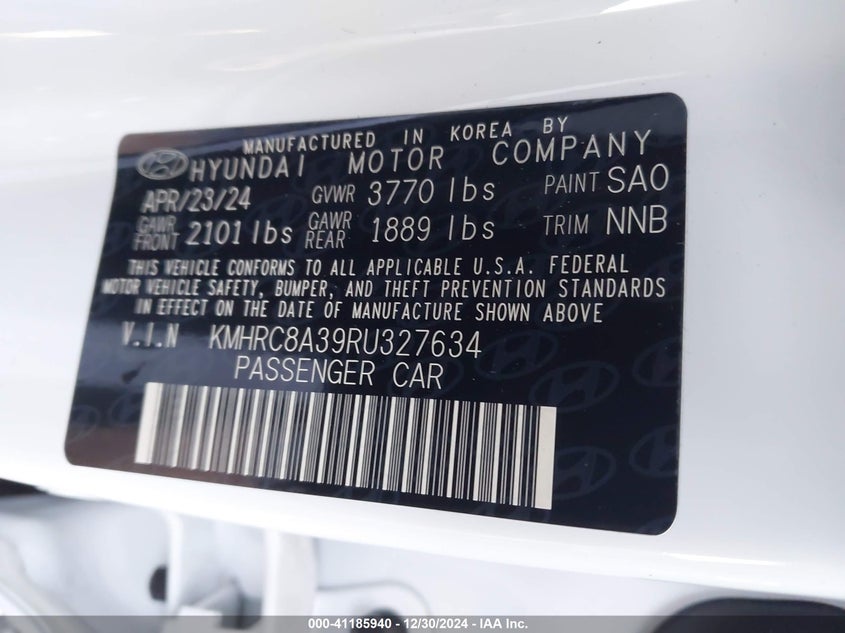 MANUFACTURED IN KOREA BY
HYUNDAI MOTOR COMPANY
APR/23/24 GVWR 3770 lbs PAINT SAO
GAWR FRONT 2101 lbs GAWR REAR 1889 lbs TRIM NNB
THIS VEHICLE CONFORMS TO ALL APPLICABLE U.S.A. FEDERAL
MOTOR VEHICLE SAFETY, BUMPER, AND THEFT PREVENTION STANDARDS
IN EFFECT ON THE DATE OF MANUFACTURE SHOWN ABOVE
V.I.N KMHRC8A39RU327634
PASSENGER CAR
000-41185940 - 12/30/2024 - IAA Inc.